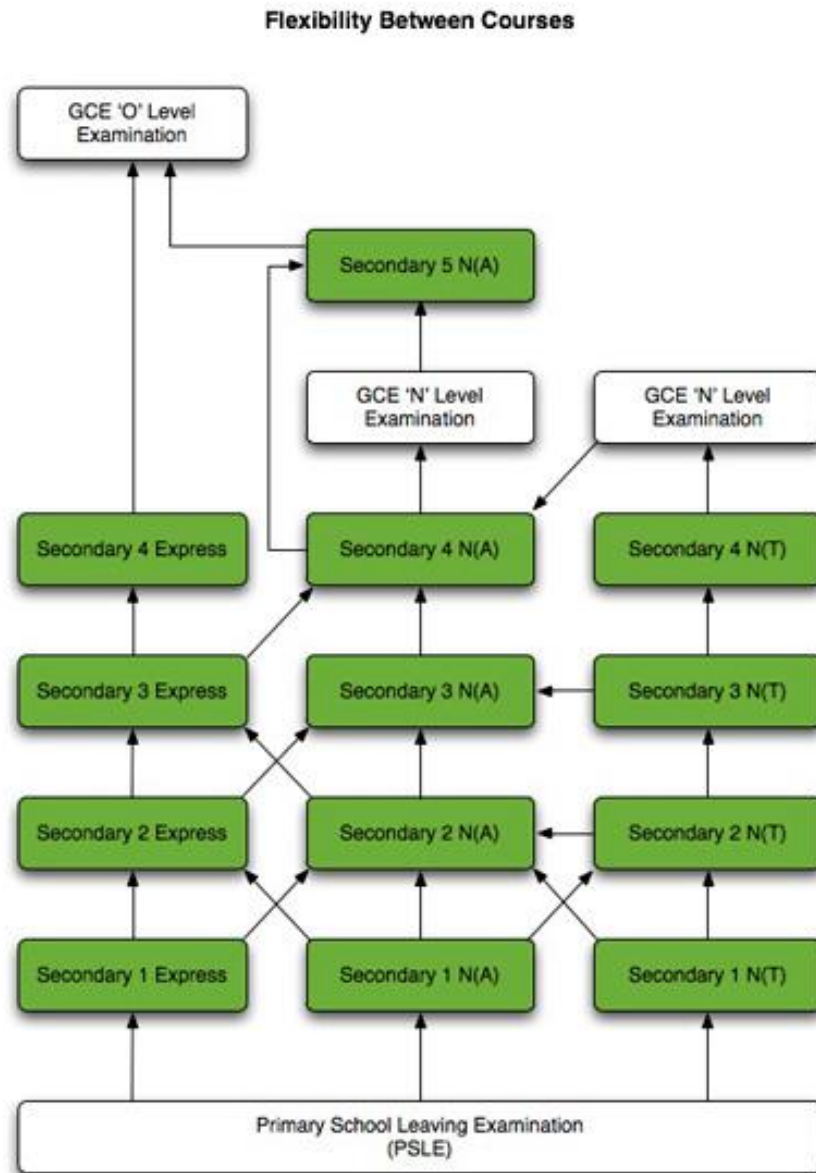 Flexibility Between Courses
GCE ‘O’ Level
Examination
Secondary 5 N(A)
GCE ‘N’ Level
Examination
GCE ‘N’ Level
Examination
Secondary 4 Express
Secondary 4 N(A)
Secondary 4 N(T)
Secondary 3 Express
Secondary 3 N(A)
Secondary 3 N(T)
Secondary 2 Express
Secondary 2 N(A)
Secondary 2 N(T)
Secondary 1 Express
Secondary 1 N(A)
Secondary 1 N(T)
Primary School Leaving Examination
(PSLE)